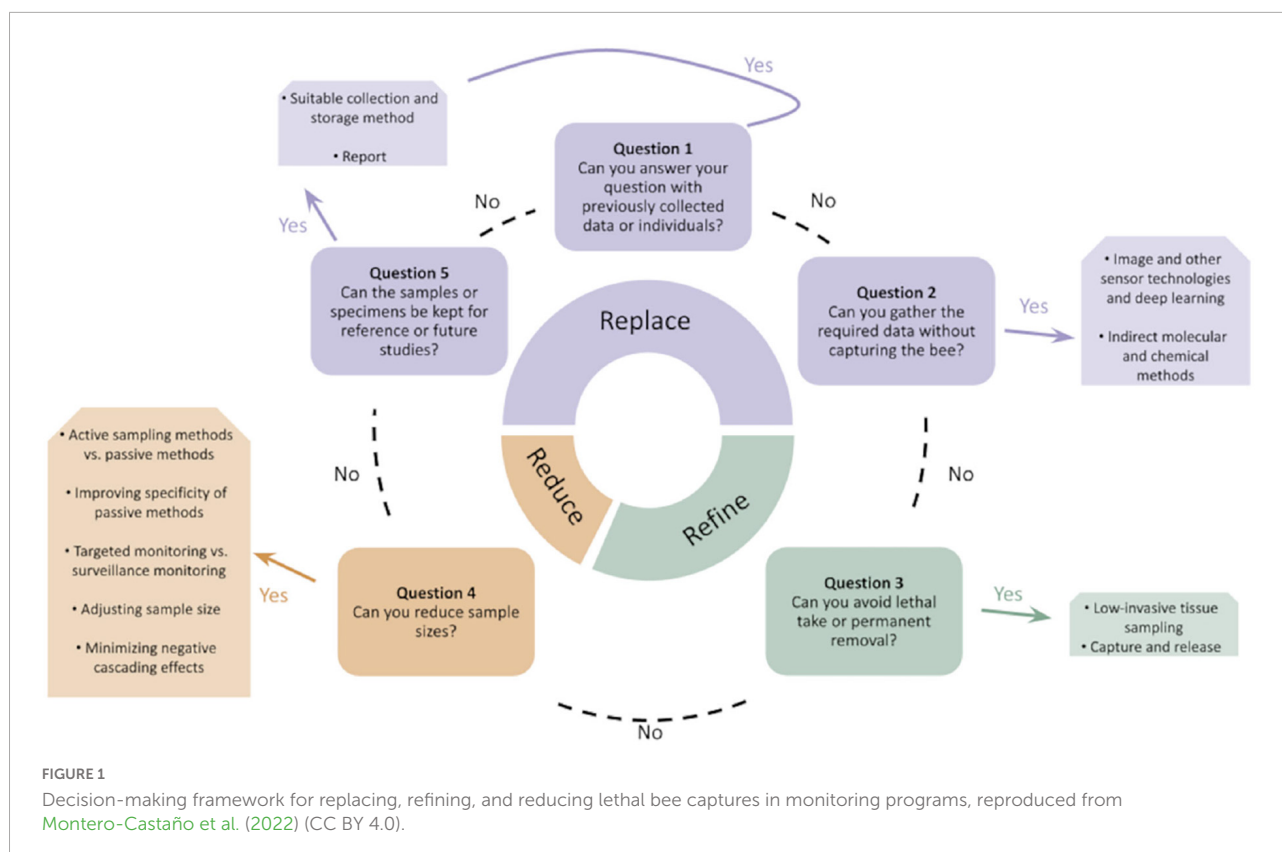 Yes
• Suitable collection and
storage method
• Report
Question 1
Can you answer your
question with
previously collected
data or individuals?
No
No
Yes
Question 5
Can the samples or
specimens be kept for
reference or future
studies?
Replace
Question 2
Can you gather the
required data without
capturing the bee?
Yes
• Image and other
sensor technologies
and deep learning
• Indirect molecular
and chemical
methods
• Active sampling methods
vs. passive methods
• Improving specificity of
passive methods
• Targeted monitoring vs.
surveillance monitoring
• Adjusting sample size
• Minimizing negative
cascading effects
No
No
Reduce
Refine
Yes
Question 4
Can you reduce sample
sizes?
Question 3
Can you avoid lethal
take or permanent
removal?
Yes
• Low-invasive tissue
sampling
• Capture and release
No
FIGURE 1
Decision-making framework for replacing, refining, and reducing lethal bee captures in monitoring programs, reproduced from
Montero-Castaño et al. (2022) (CC BY 4.0).